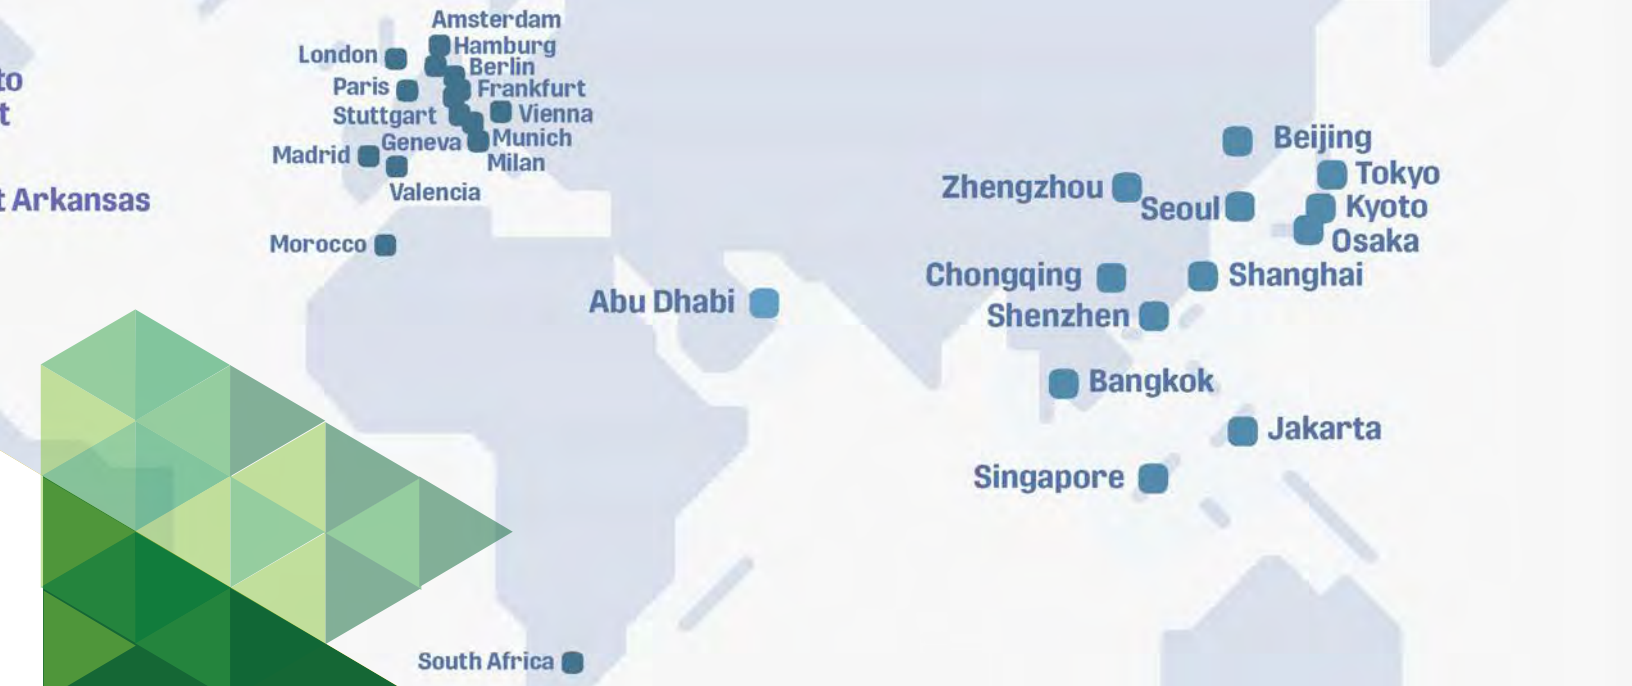 to
t
t Arkansas
Amsterdam
Hamburg
London
Berlin
Paris
Frankfurt
Stuttgart
Vienna
Geneva
Munich
Madrid
Milan
Valencia
Morocco
Abu Dhabi
South Africa
Beijing
Tokyo
Zhengzhou
Seoul
Kyoto
Osaka
Chongqing
Shanghai
Shenzhen
Bangkok
Jakarta
Singapore